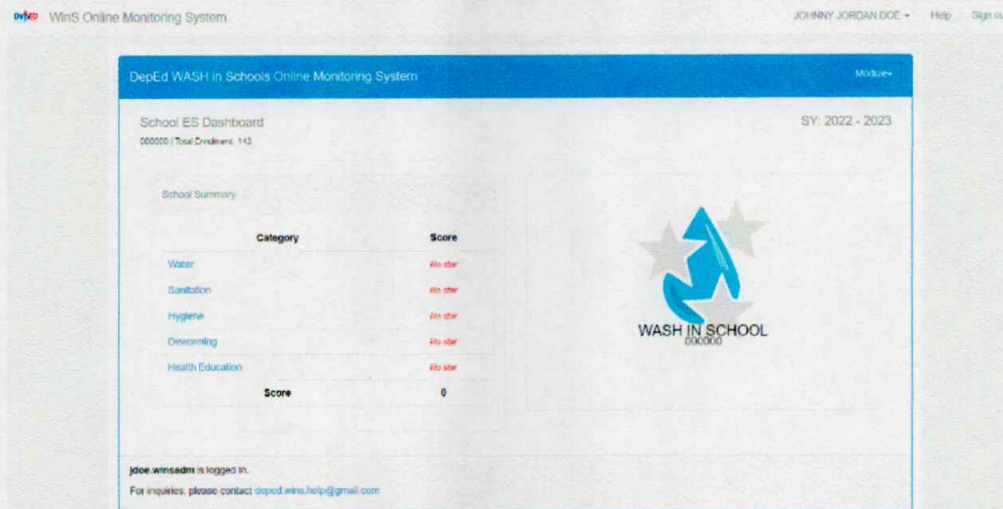 DepEd WinS Online Monitoring System
JOHNNY JORDAN DOE Help Sign
DepEd WASH in Schools Online Monitoring System
Module
School ES Dashboard
SY: 2022 - 2023
000000 | Total Enrolment: 143
School Summary
Category Score
Water No star
Sanitation No star
Hygiene No star
Deworming No star
Health Education No star
Score 0
WASH IN SCHOOL
000000
jdoe.winsadm is logged in.
For inquiries, please contact deped.wins.help@gmail.com